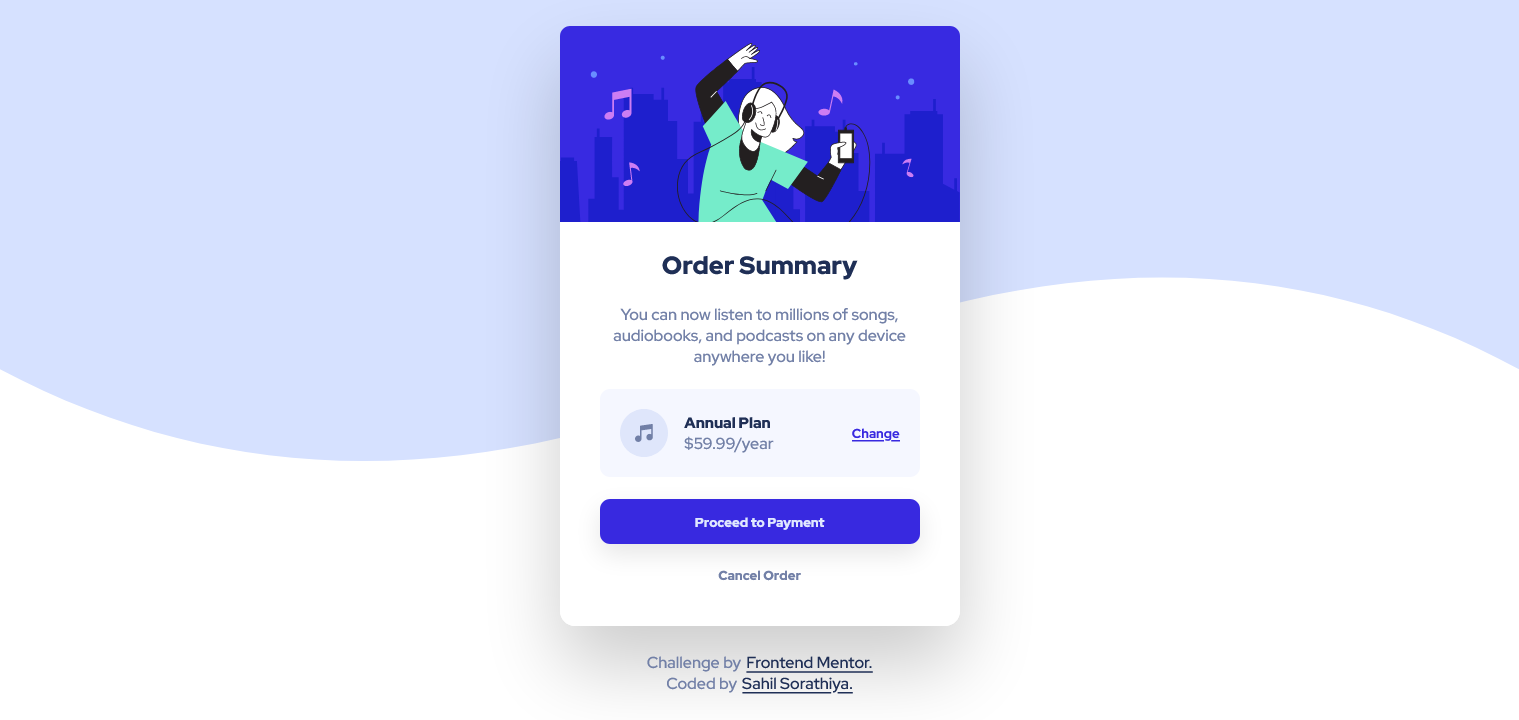 Order Summary
You can now listen to millions of songs,
audiobooks, and podcasts on any device
anywhere you like!
Annual Plan
$59.99/year
Change
Proceed to Payment
Cancel Order
Challenge by Frontend Mentor.
Coded by Sahil Sorathiya.